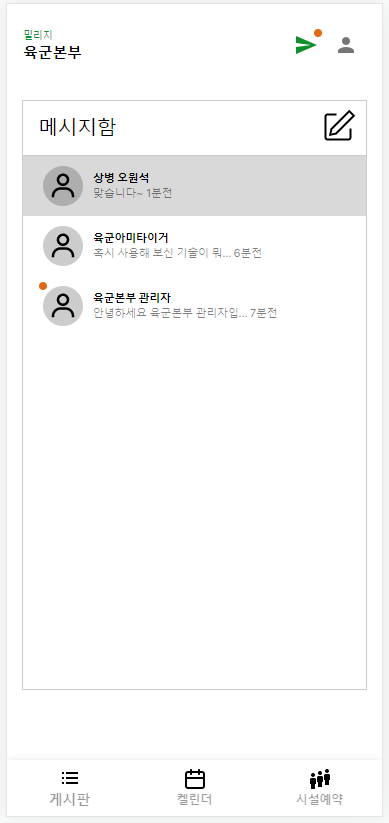 밀리지
육군본부
메시지함
상병 오원석
맞습니다~ 1분전
육군아미타이거
혹시 사용해 보신 기술이 뭐... 6분전
육군본부 관리자
안녕하세요 육군본부 관리자입... 7분전
게시판
켈린더
시설예약